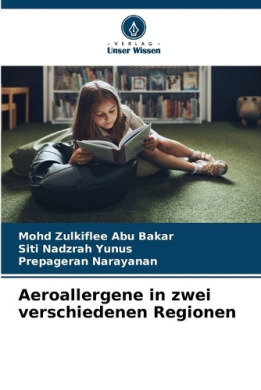 - VERLAG -
Unser Wissen
Mohd Zulkiflee Abu Bakar
Siti Nadzrah Yunus
Prepageran Narayanan
Aeroallergene in zwei
verschiedenen Regionen